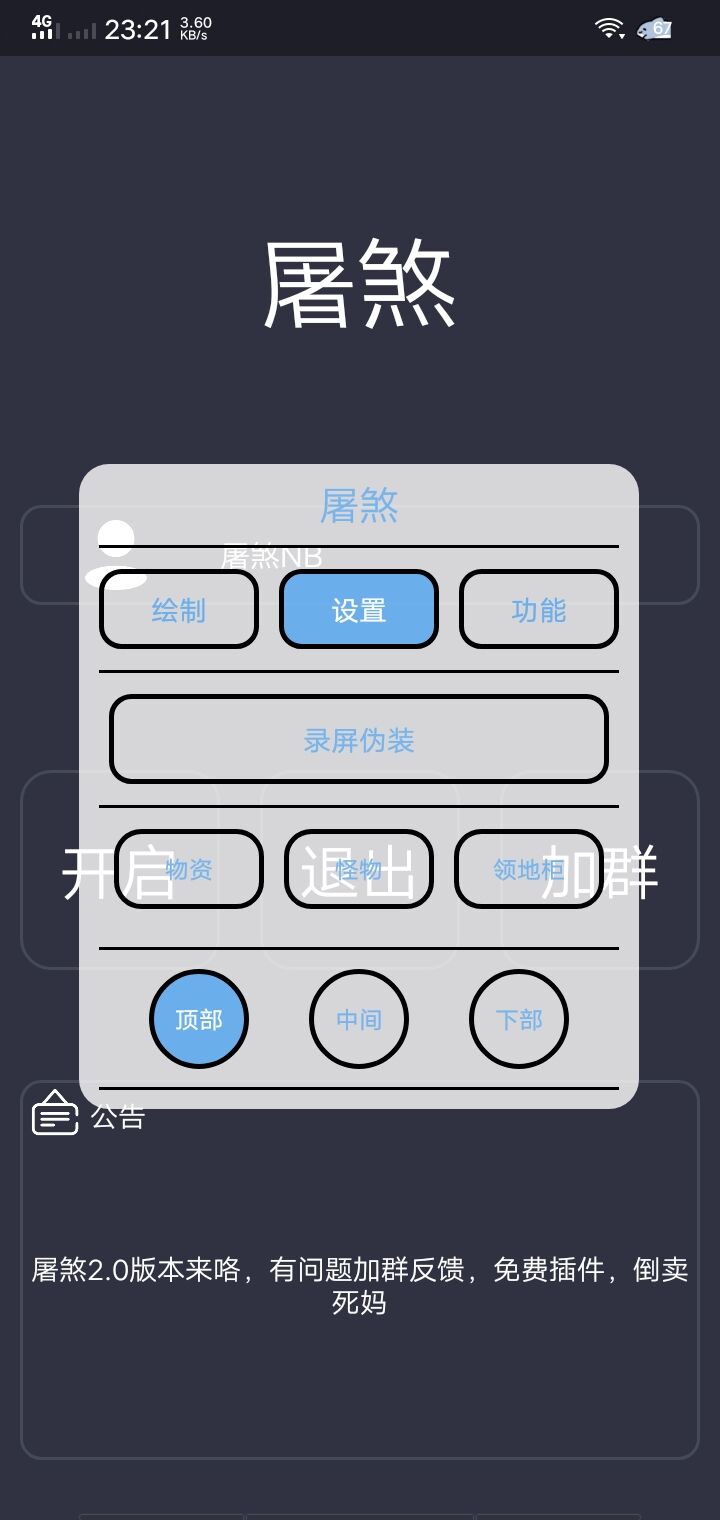 4G 23:21 3.60 KB/s 67
屠煞
屠煞
屠煞NB
绘制 设置 功能
录屏伪装
开启 退出 加群
物资 怪物 领地柜
顶部 中间 下部
公告
屠煞2.0版本来咯，有问题加群反馈，免费插件，倒卖
死妈